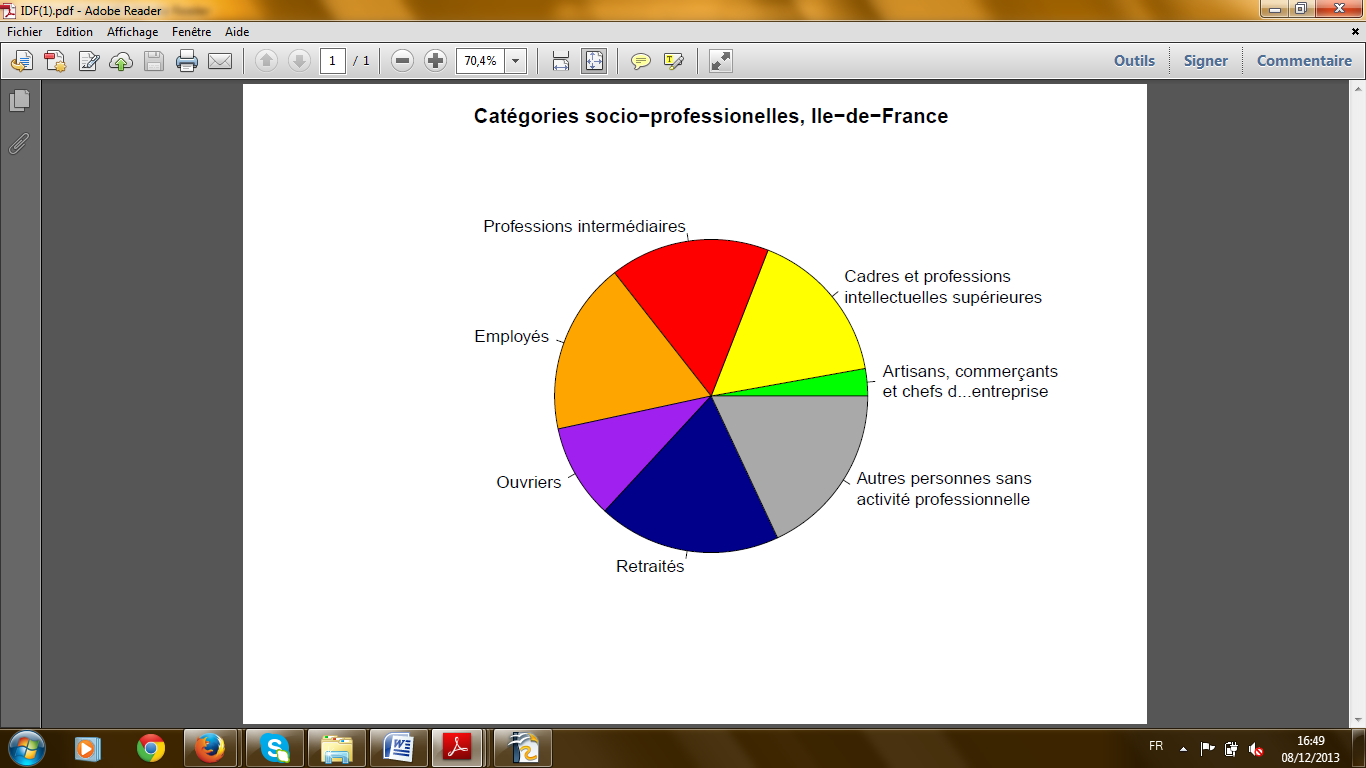 IDF(1).pdf - Adobe Reader
Fichier Edition Affichage Fenêtre Aide
1 / 1 70,4% Outils Signer Commentaire
Catégories socio−professionelles, Ile−de−France
Professions intermédiaires
Cadres et professions
intellectuelles supérieures
Employés
Artisans, commerçants
et chefs d...entreprise
Ouvriers
Autres personnes sans
activité professionnelle
Retraités
FR
16:49
08/12/2013